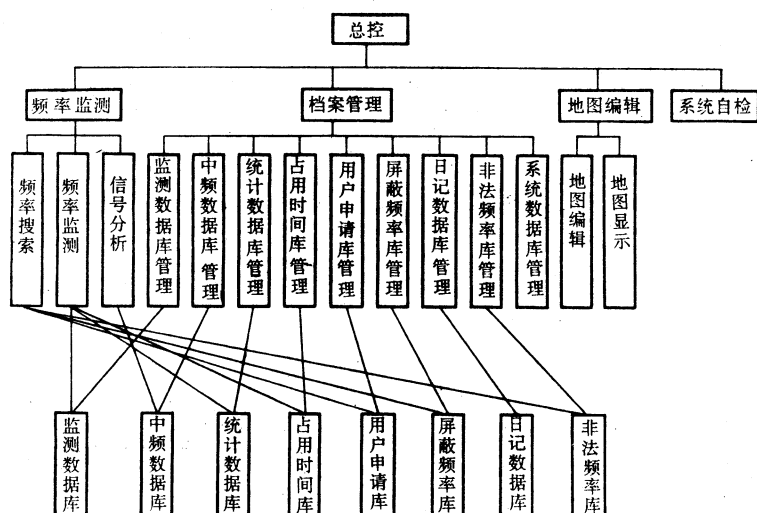 总控
频率监测
档案管理
地图编辑
系统自检
频率搜索
频率监测
信号分析
监测数据库管理
中频数据库管理
统计数据库管理
占用时间库管理
用户申请库管理
屏蔽频率库管理
日记数据库管理
非法频率库管理
系统数据库管理
地图编辑
地图显示
监测数据库
中频数据库
统计数据库
占用时间库
用户申请库
屏蔽频率库
日记数据库
非法频率库